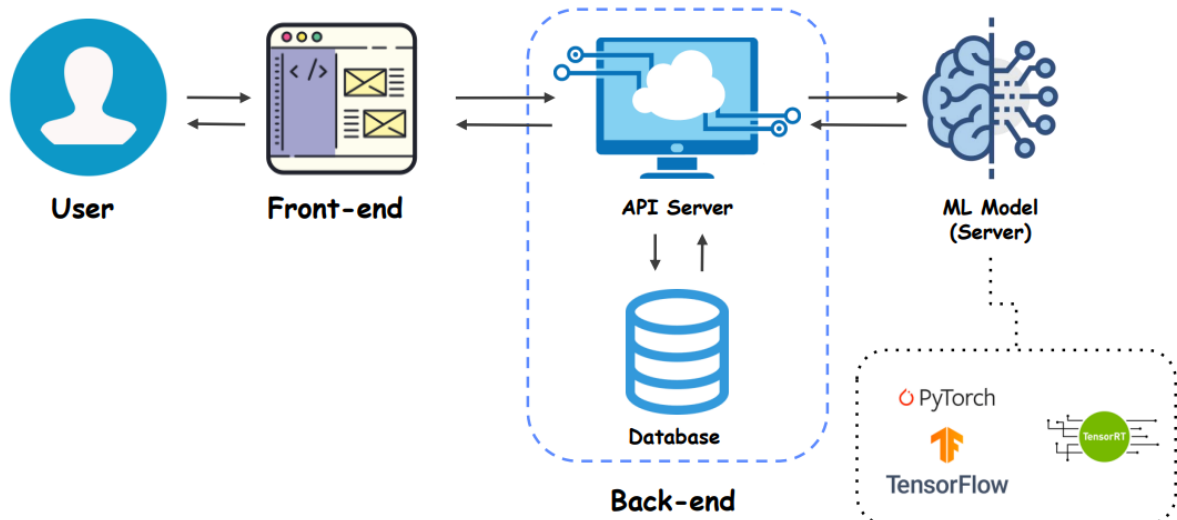 </>
User
Front-end
API Server
ML Model
(Server)
Database
Back-end
PyTorch
TensorFlow
TensorRT